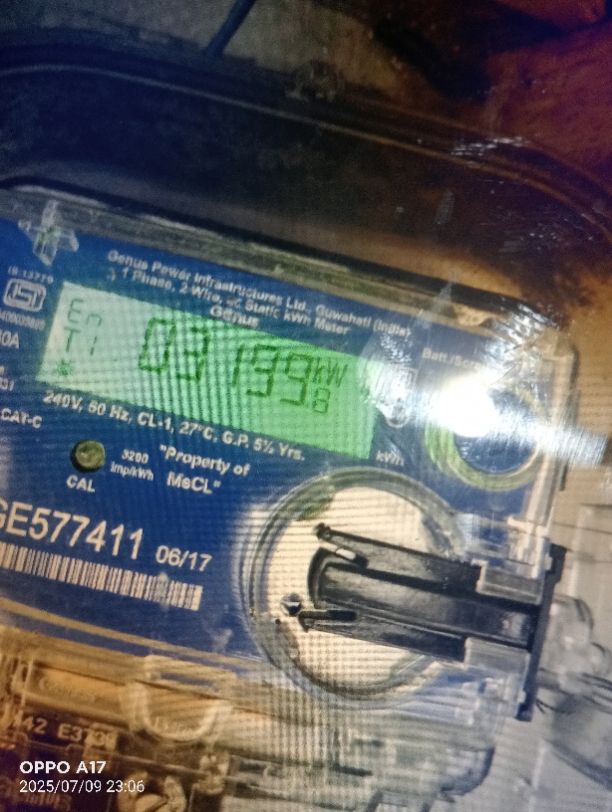 Genus Power Infrastructures Ltd., Guwahati (India)
1 Phase, 2 Wire, AC Static kWh Meter
Genus
IS 13779
Batt./
En
T1
03199 kW
8
CAT-C
240V, 50 Hz, CL-1, 27°C, G.P. 5½ Yrs.
kWh
3200
imp/kWh
CAL
"Property of
MsCL"
GE577411 06/17
OPPO A17
2025/07/09 23:06